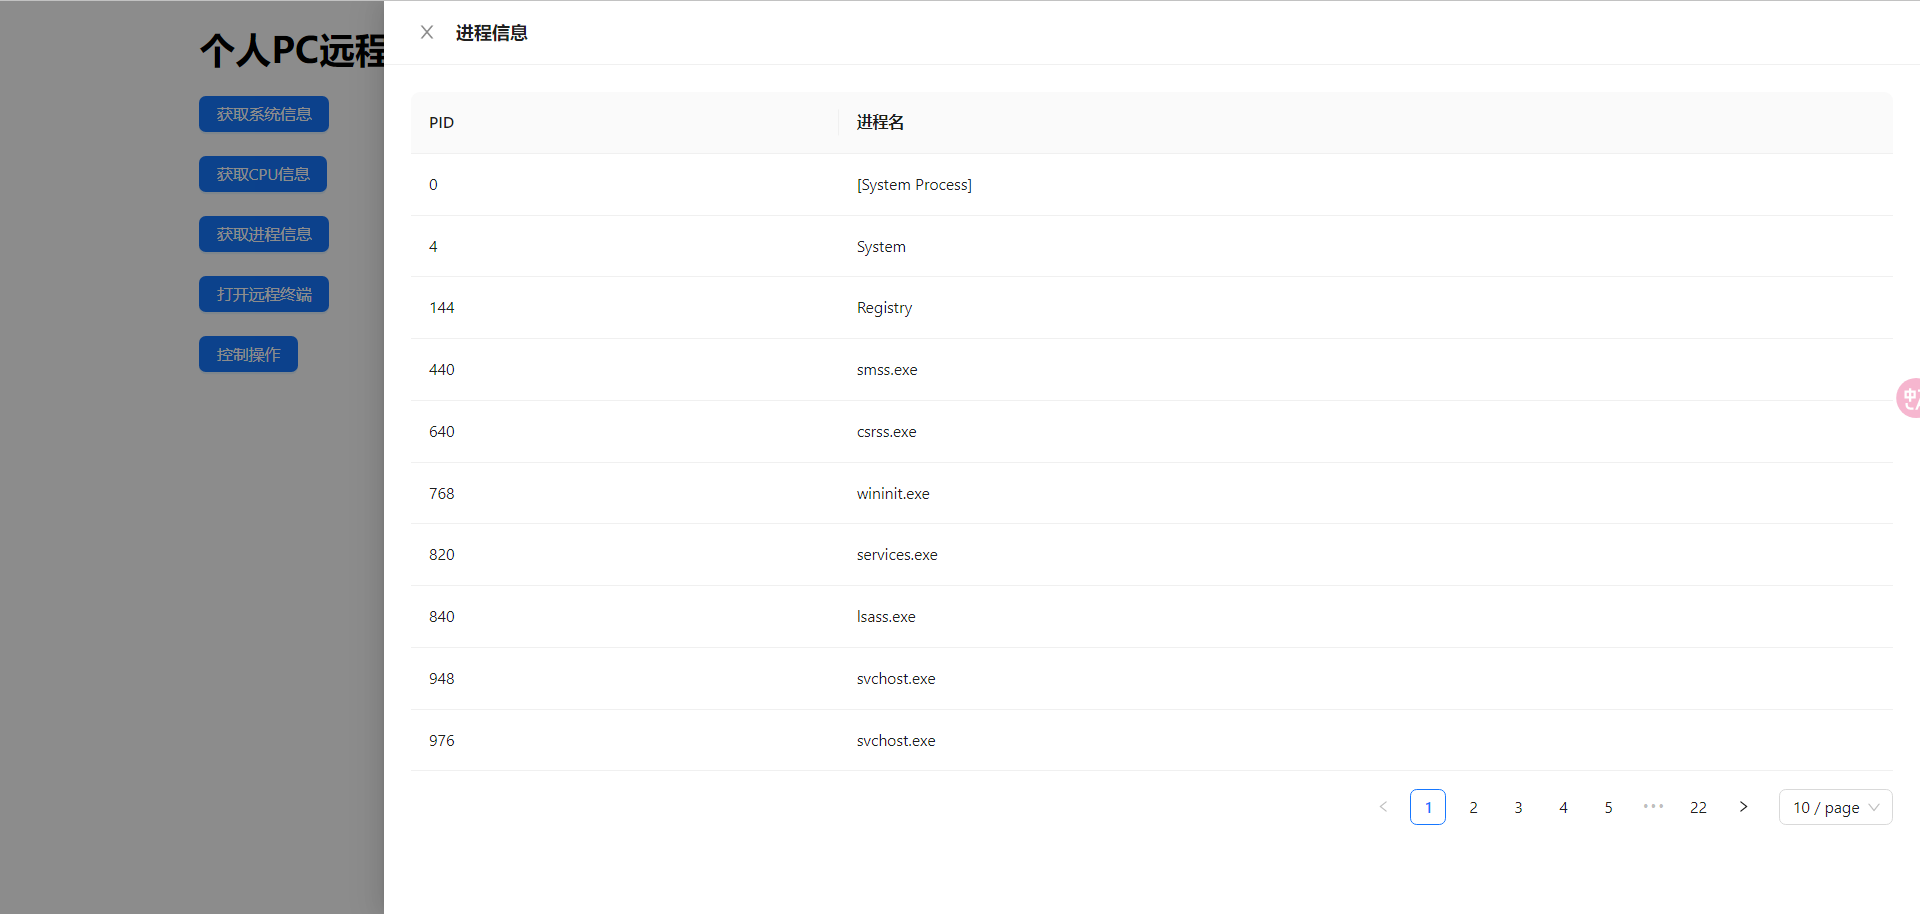 个人PC远程
获取系统信息
获取CPU信息
获取进程信息
打开远程终端
控制操作
进程信息
PID 进程名
0 [System Process]
4 System
144 Registry
440 smss.exe
640 csrss.exe
768 wininit.exe
820 services.exe
840 lsass.exe
948 svchost.exe
976 svchost.exe
1 2 3 4 5 ••• 22 10 / page
中